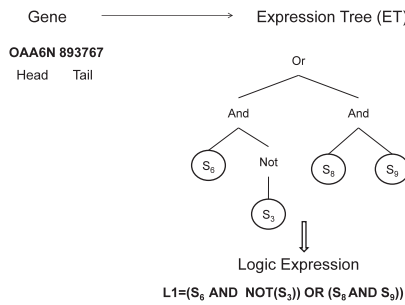 Gene Expression Tree (ET)
OAA6N 893767
Head Tail
Or
And And
S6 Not S8 S9
S3
Logic Expression
L1=(S6 AND NOT(S3)) OR (S8 AND S9))